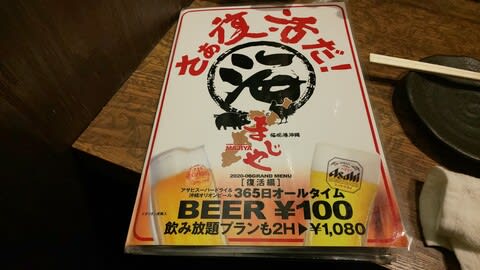 さぁ復活だ!
海
まじや
MAJIYA
2020-06GRAND MENU
[復活編]
アサヒスーパードライ&
沖縄オリオンビール
365日オールタイム
BEER ¥100
飲み放題プランも2H▶¥1,080
Asahi